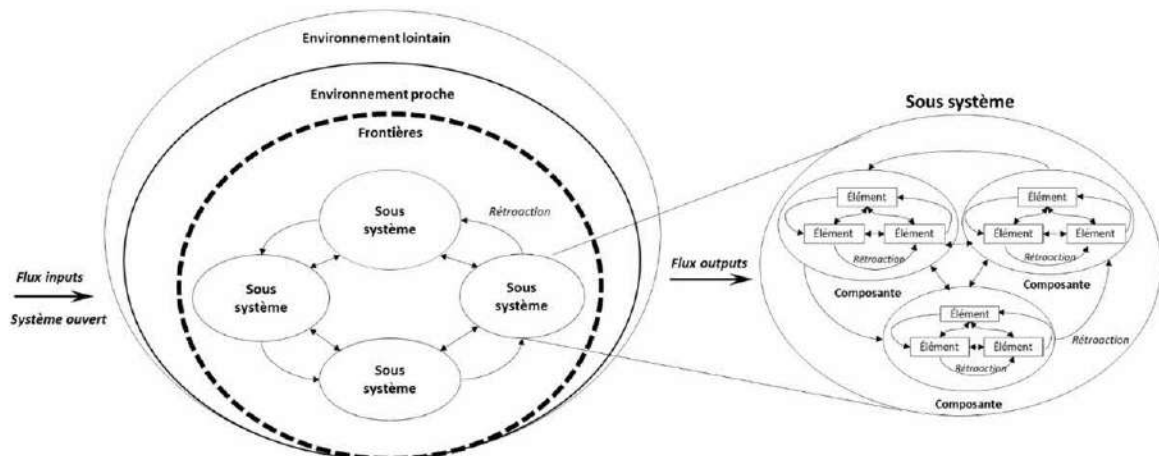 Environnement lointain
Environnement proche
Frontières
Sous
système
Rétroaction
Sous
système
Sous
système
Sous
système
Flux inputs
Système ouvert
Flux outputs
Sous système
Élément
Élément
Élément
Rétroaction
Composante
Élément
Élément
Élément
Rétroaction
Composante
Élément
Élément
Élément
Rétroaction
Composante
Rétroaction